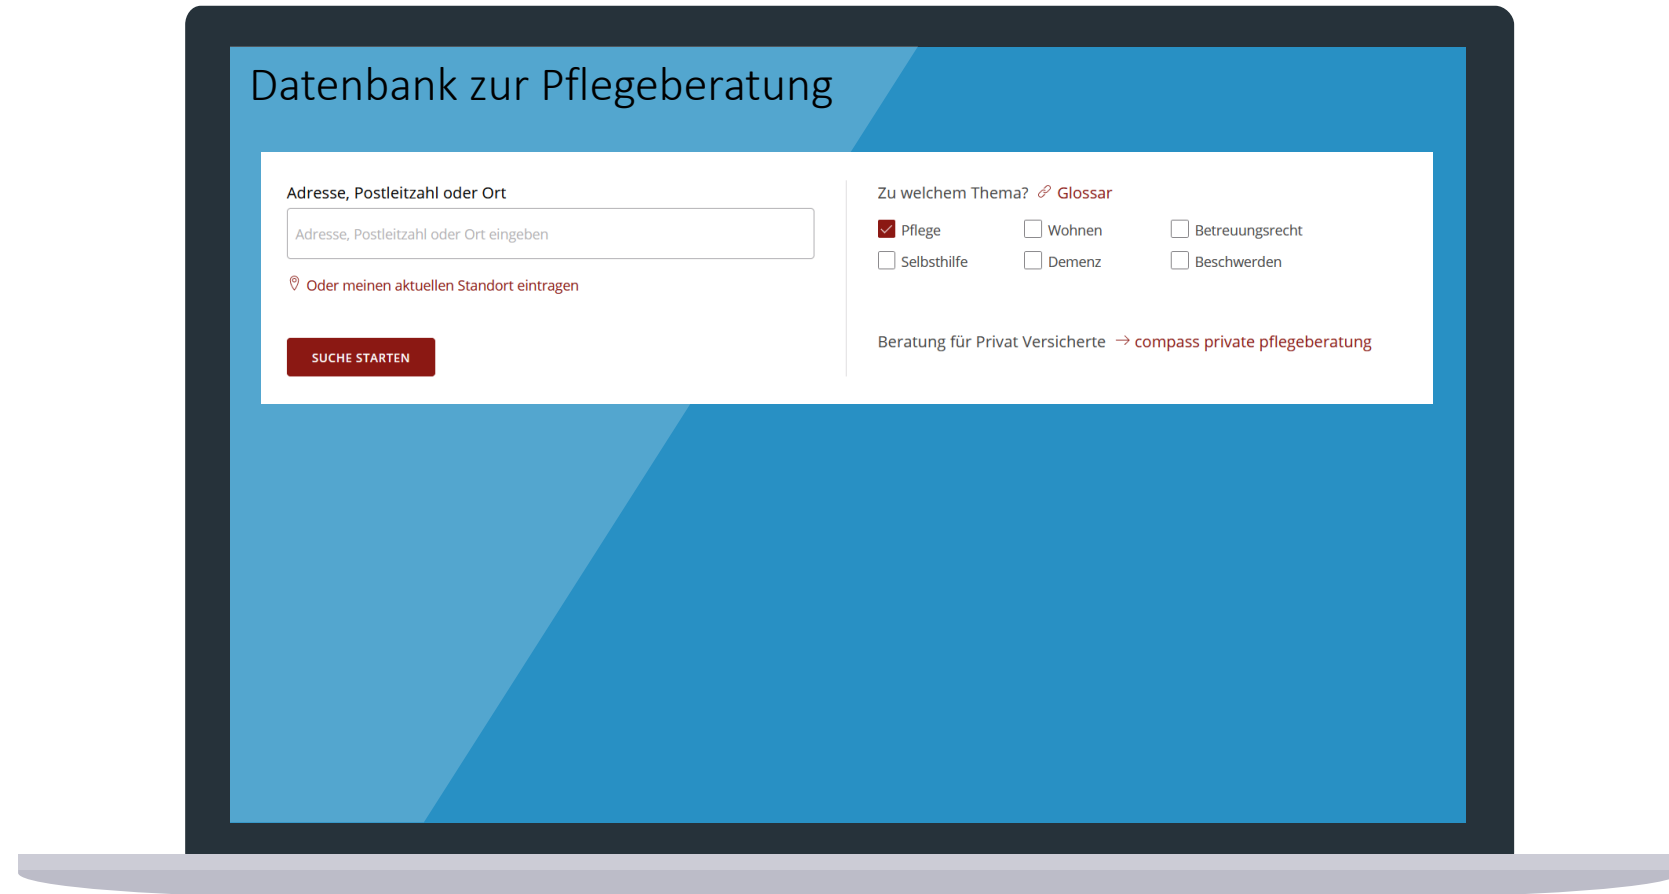 Datenbank zur Pflegeberatung
Adresse, Postleitzahl oder Ort
Adresse, Postleitzahl oder Ort eingeben
Oder meinen aktuellen Standort eintragen
SUCHE STARTEN
Zu welchem Thema? Glossar
Pflege Wohnen Betreuungsrecht
Selbsthilfe Demenz Beschwerden
Beratung für Privat Versicherte → compass private pflegeberatung